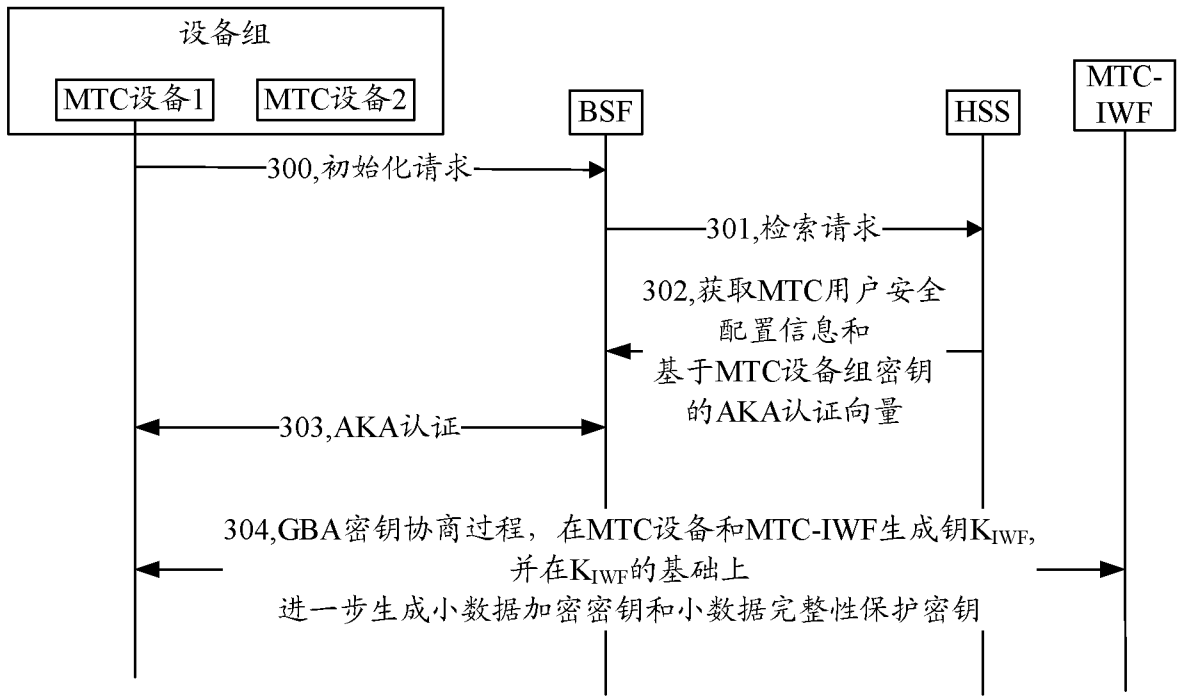 设备组
MTC设备1
MTC设备2
BSF
HSS
MTC-
IWF
300,初始化请求
301,检索请求
302,获取MTC用户安全
配置信息和
基于MTC设备组密钥
的AKA认证向量
303,AKA认证
304,GBA密钥协商过程，在MTC设备和MTC-IWF生成钥KIWF,
并在KIWF的基础上
进一步生成小数据加密密钥和小数据完整性保护密钥